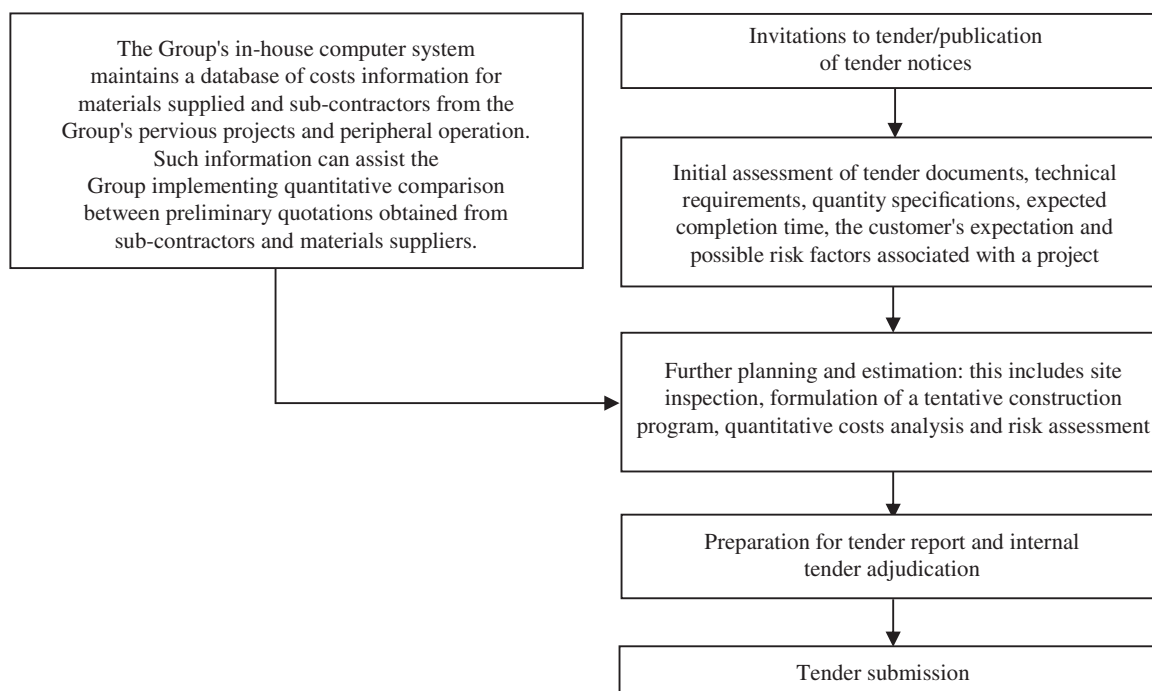 The Group's in-house computer system
maintains a database of costs information for
materials supplied and sub-contractors from the
Group's pervious projects and peripheral operation.
Such information can assist the
Group implementing quantitative comparison
between preliminary quotations obtained from
sub-contractors and materials suppliers.
Invitations to tender/publication
of tender notices
Initial assessment of tender documents, technical
requirements, quantity specifications, expected
completion time, the customer's expectation and
possible risk factors associated with a project
Further planning and estimation: this includes site
inspection, formulation of a tentative construction
program, quantitative costs analysis and risk assessment
Preparation for tender report and internal
tender adjudication
Tender submission